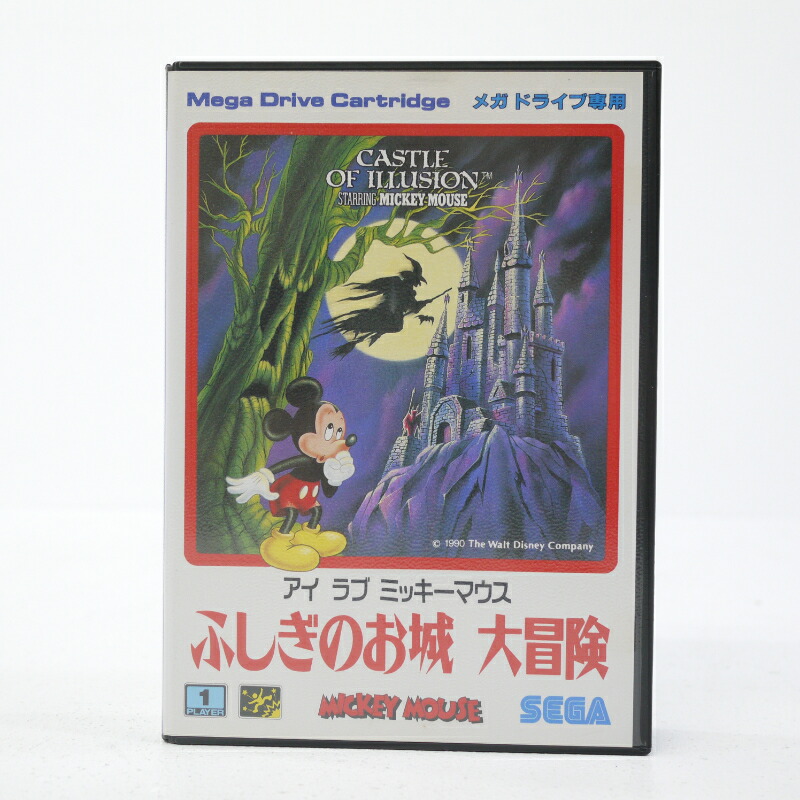 Mega Drive Cartridge メガドライブ専用
CASTLE
OF ILLUSION™
STARRING MICKEY MOUSE
© 1990 The Walt Disney Company
アイ ラブ ミッキーマウス
ふしぎのお城 大冒険
1
PLAYER
MICKEY MOUSE
SEGA